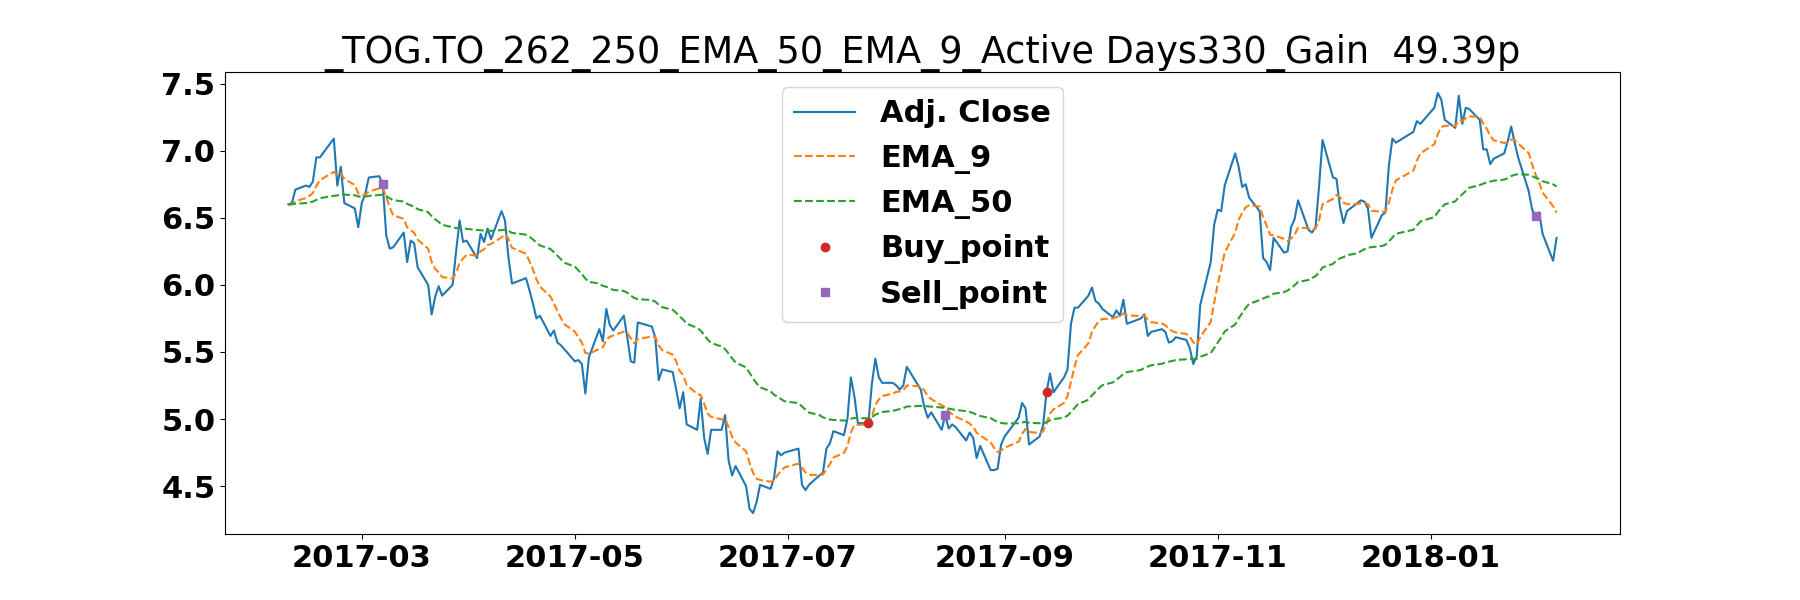 _TOG.TO_262_250_EMA_50_EMA_9_Active Days330_Gain  49.39p
7.5
7.0
6.5
6.0
5.5
5.0
4.5
Adj. Close
EMA_9
EMA_50
Buy_point
Sell_point
2017-03 2017-05 2017-07 2017-09 2017-11 2018-01